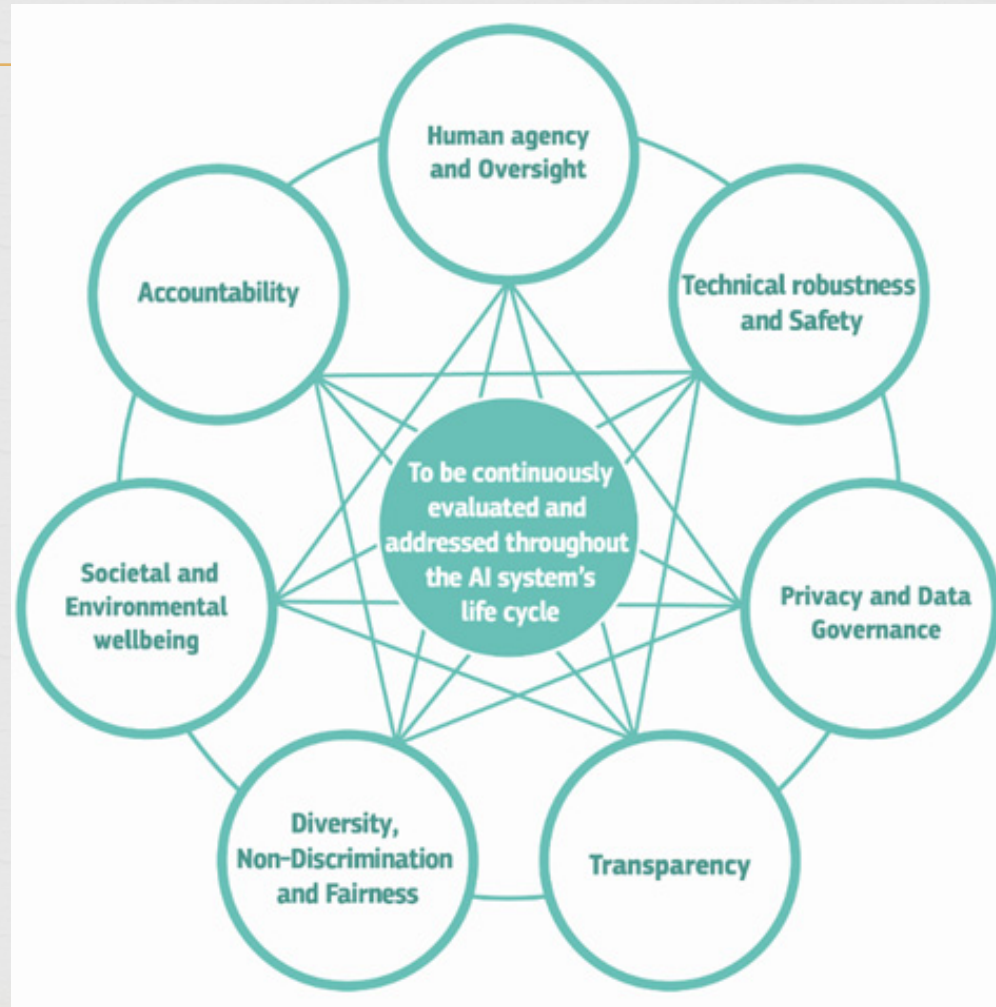 Human agency
and Oversight
Technical robustness
and Safety
Privacy and Data
Governance
Transparency
Diversity,
Non-Discrimination
and Fairness
Societal and
Environmental
wellbeing
Accountability
To be continuously
evaluated and
addressed throughout
the AI system's
life cycle